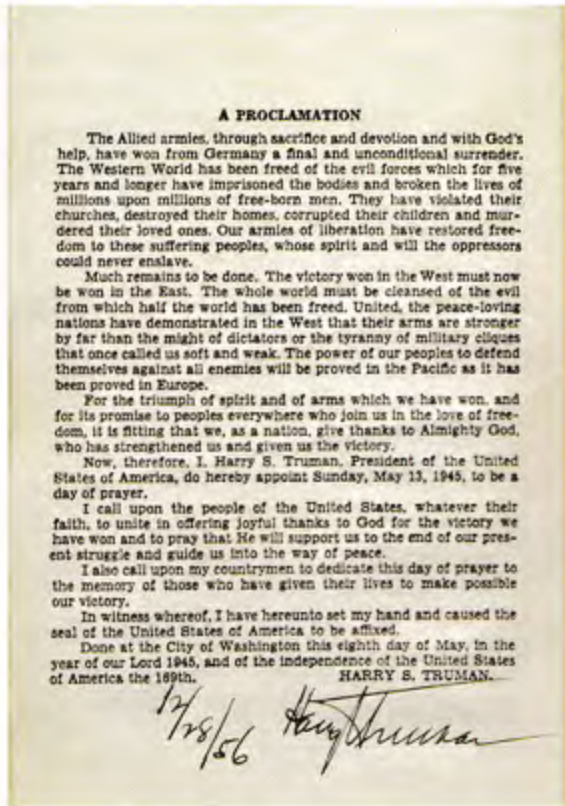 A PROCLAMATION
The Allied armies, through sacrifice and devotion and with God's
help, have won from Germany a final and unconditional surrender.
The Western World has been freed of the evil forces which for five
years and longer have imprisoned the bodies and broken the lives of
millions upon millions of free-born men. They have violated their
churches, destroyed their homes, corrupted their children and mur-
dered their loved ones. Our armies of liberation have restored free-
dom to these suffering peoples, whose spirit and will the oppressors
could never enslave.
Much remains to be done. The victory won in the West must now
be won in the East. The whole world must be cleansed of the evil
from which half the world has been freed. United, the peace-loving
nations have demonstrated in the West that their arms are stronger
by far than the might of dictators or the tyranny of military cliques
that once called us soft and weak. The power of our peoples to defend
themselves against all enemies will be proved in the Pacific as it has
been proved in Europe.
For the triumph of spirit and of arms which we have won, and
for its promise to peoples everywhere who join us in the love of free-
dom, it is fitting that we, as a nation, give thanks to Almighty God,
who has strengthened us and given us the victory.
Now, therefore, I, Harry S. Truman, President of the United
States of America, do hereby appoint Sunday, May 13, 1945, to be a
day of prayer.
I call upon the people of the United States, whatever their
faith, to unite in offering joyful thanks to God for the victory we
have won and to pray that He will support us to the end of our pres-
ent struggle and guide us into the way of peace.
I also call upon my countrymen to dedicate this day of prayer to
the memory of those who have given their lives to make possible
our victory.
In witness whereof, I have hereunto set my hand and caused the
seal of the United States of America to be affixed.
Done at the City of Washington this eighth day of May, in the
year of our Lord 1945, and of the independence of the United States
of America the 169th. HARRY S. TRUMAN.
12/28/56 Harry Truman